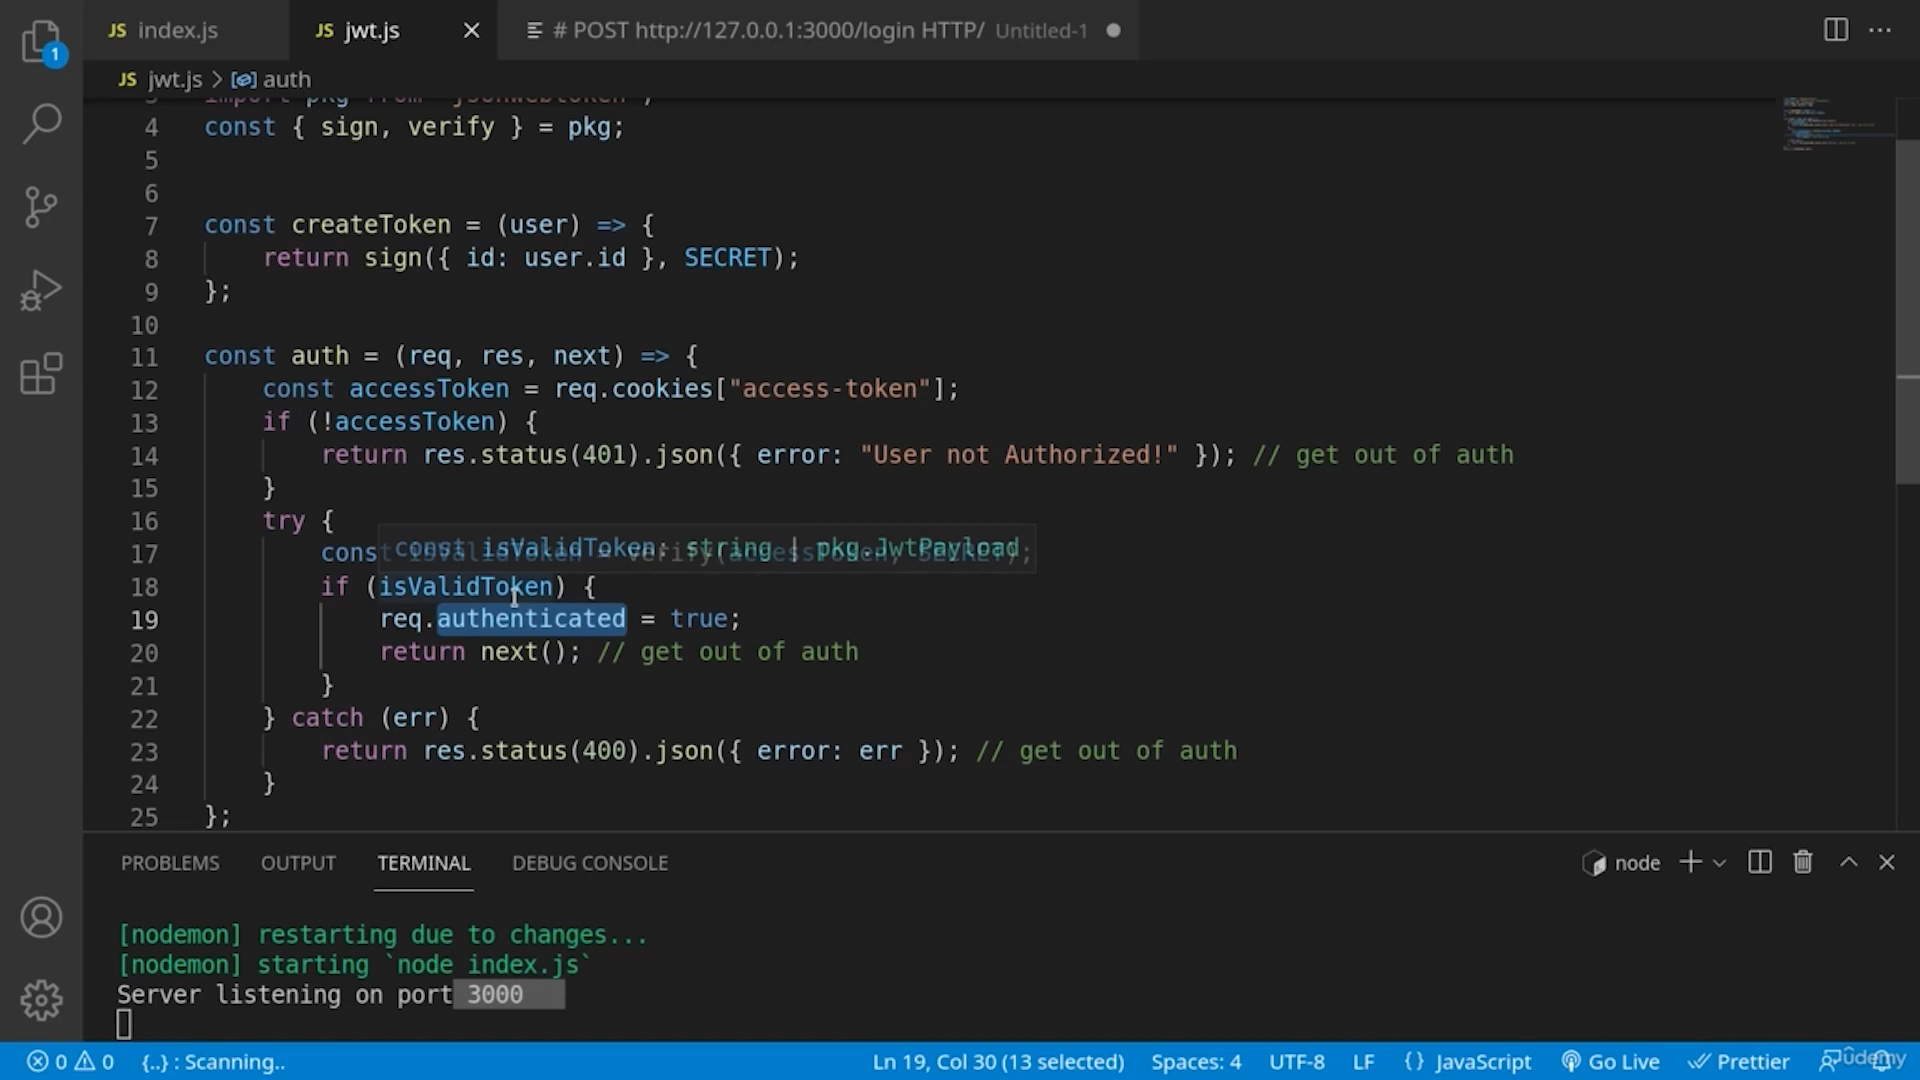 1
JS index.js
JS jwt.js
# POST http://127.0.0.1:3000/login HTTP/ Untitled-1
JS jwt.js > auth
3 import pkg from "jsonwebtoken";
4 const { sign, verify } = pkg;
5
6
7 const createToken = (user) => {
8 return sign({ id: user.id }, SECRET);
9 };
10
11 const auth = (req, res, next) => {
12 const accessToken = req.cookies["access-token"];
13 if (!accessToken) {
14 return res.status(401).json({ error: "User not Authorized!" }); // get out of auth
15 }
16 try {
const isValidToken: string | pkg.JwtPayload
17 const isValidToken = verify(accessToken, SECRET);
18 if (isValidToken) {
19 req.authenticated = true;
20 return next(); // get out of auth
21 }
22 } catch (err) {
23 return res.status(400).json({ error: err }); // get out of auth
24 }
25 };
PROBLEMS OUTPUT TERMINAL DEBUG CONSOLE node
[nodemon] restarting due to changes...
[nodemon] starting `node index.js`
Server listening on port 3000
0 0 {..} : Scanning.. Ln 19, Col 30 (13 selected) Spaces: 4 UTF-8 LF {} JavaScript Go Live Prettier
ûdemy